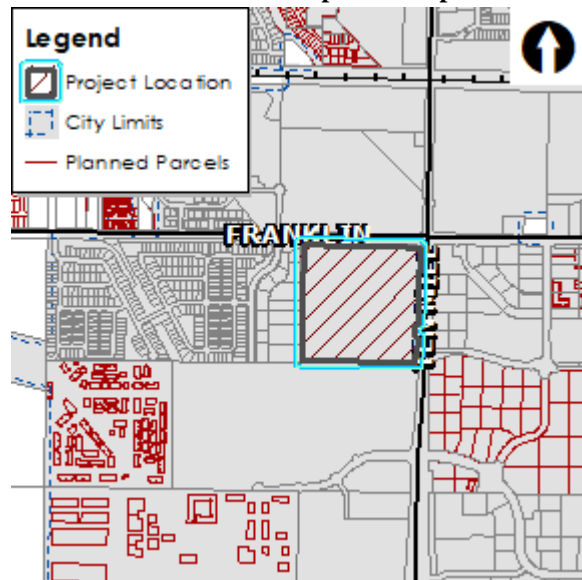 Legend
Project Location
City Limits
Planned Parcels
FRANKLIN